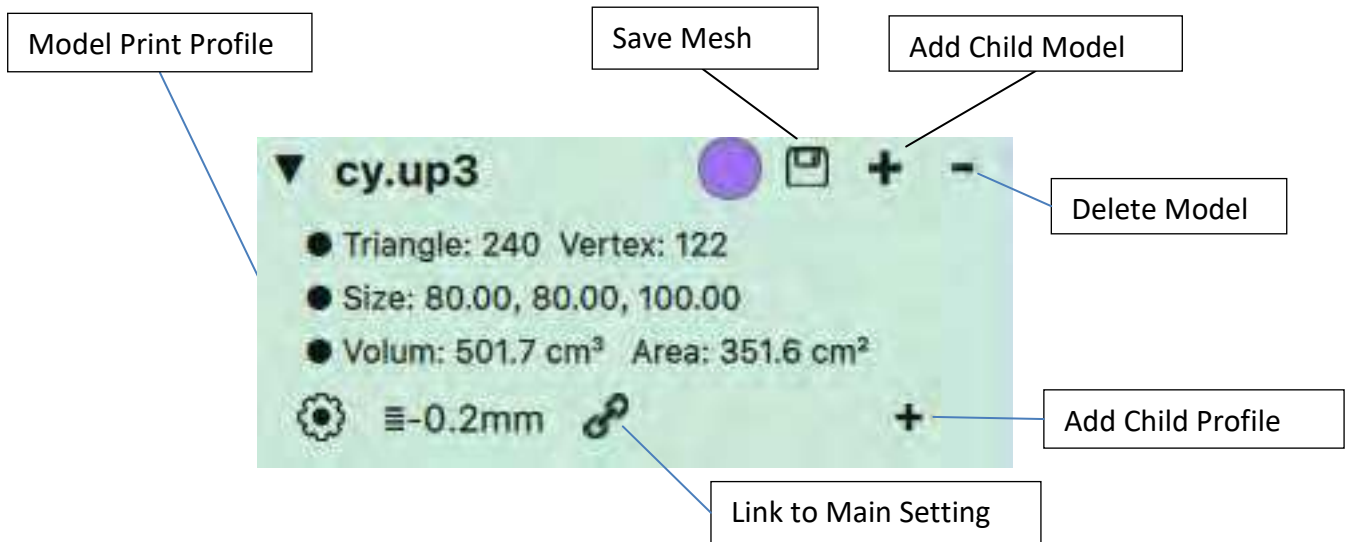 Model Print Profile
Save Mesh
Add Child Model
cy.up3
Delete Model
Triangle: 240 Vertex: 122
Size: 80.00, 80.00, 100.00
Volum: 501.7 cm³ Area: 351.6 cm²
-0.2mm
Add Child Profile
Link to Main Setting